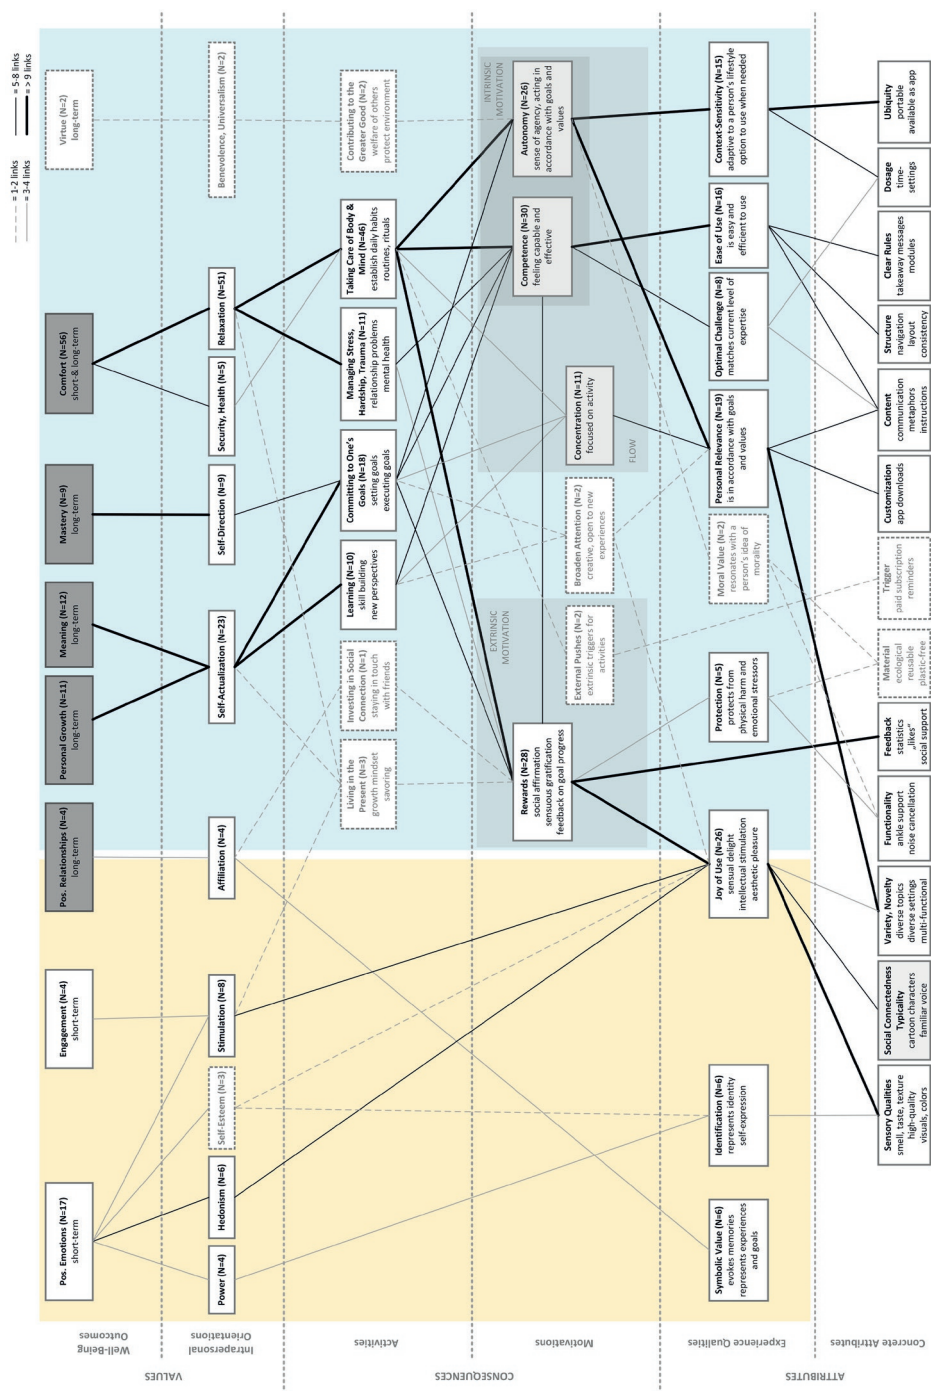 = 1-2 links
= 3-4 links
= 5-8 links
= > 9 links
VALUES
Well-Being
Outcomes
Pos. Emotions (N=17)
short-term
Engagement (N=4)
short-term
Pos. Relationships (N=4)
long-term
Personal Growth (N=11)
long-term
Meaning (N=12)
long-term
Mastery (N=9)
long-term
Comfort (N=56)
short-& long-term
Virtue (N=2)
long-term
Intrapersonal
Orientations
Power (N=4)
Hedonism (N=6)
Self-Esteem (N=3)
Stimulation (N=8)
Affiliation (N=4)
Self-Actualization (N=23)
Self-Direction (N=9)
Security, Health (N=5)
Relaxation (N=51)
Benevolence, Universalism (N=2)
CONSEQUENCES
Activities
Living in the
Present (N=3)
growth mindset
savoring
Investing in Social
Connection (N=1)
staying in touch
with friends
Learning (N=10)
skill building
new perspectives
Committing to One's
Goals (N=18)
setting goals
executing goals
Managing Stress,
Hardship, Trauma (N=11)
relationship problems
mental health
Taking Care of Body &
Mind (N=46)
establish daily habits
routines, rituals
Contributing to the
Greater Good (N=2)
welfare of others
protect environment
Motivations
EXTRINSIC
MOTIVATION
Rewards (N=28)
social affirmation
sensuous gratification
feedback on goal progress
External Pushes (N=2)
extrinsic triggers for
activities
Broaden Attention (N=2)
creative, open to new
experiences
FLOW
Concentration (N=11)
focused on activity
INTRINSIC
MOTIVATION
Competence (N=30)
feeling capable and
effective
Autonomy (N=26)
sense of agency, acting in
accordance with goals and
values
ATTRIBUTES
Experience Qualities
Symbolic Value (N=6)
evokes memories
represents experiences
and goals
Identification (N=6)
represents identity
self-expression
Joy of Use (N=26)
sensual delight
intellectual stimulation
aesthetic pleasure
Protection (N=5)
protects from
physical harm and
emotional stressors
Moral Value (N=2)
resonates with a
person's idea of
morality
Personal Relevance (N=19)
is in accordance with goals
and values
Optimal Challenge (N=8)
matches current level of
expertise
Ease of Use (N=16)
is easy and
efficient to use
Context-Sensitivity (N=15)
adaptive to a person's lifestyle
option to use when needed
Concrete Attributes
Sensory Qualities
smell, taste, texture
high-quality
visuals, colors
Social Connectedness
Typicality
cartoon characters
familiar voice
Variety, Novelty
diverse topics
diverse settings
multi-functional
Functionality
ankle support
noise cancellation
Feedback
statistics
„likes"
social support
Material
ecological
reusable
plastic-free
Trigger
paid subscription
reminders
Customization
app downloads
Content
communication
metaphors
instructions
Structure
navigation
layout
consistency
Clear Rules
takeaway messages
modules
Dosage
time-
settings
Ubiquity
portable
available as app